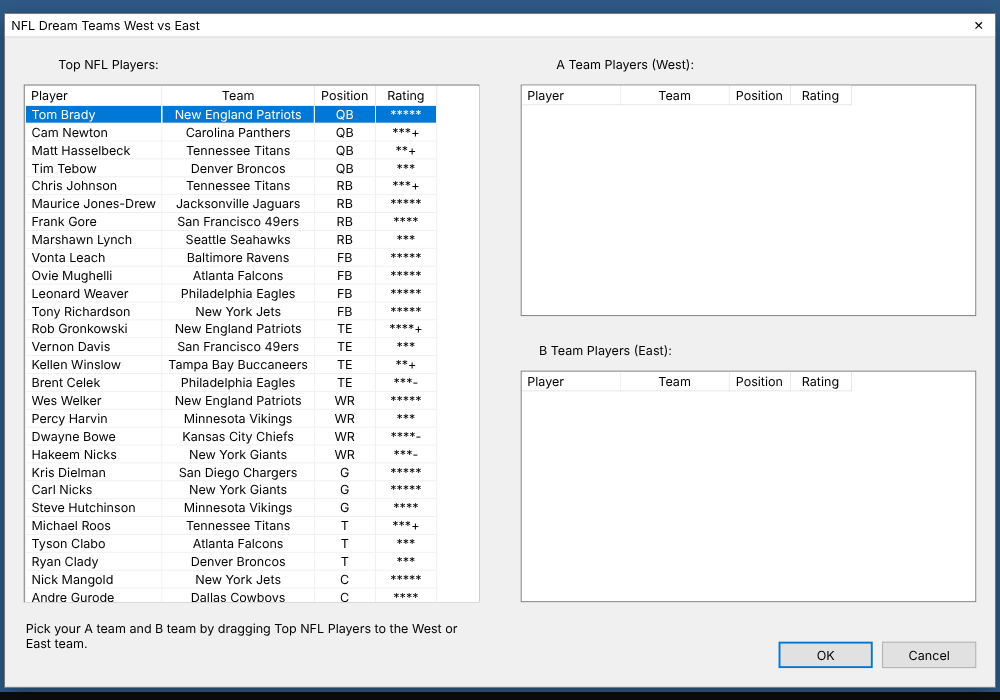 NFL Dream Teams West vs East
Top NFL Players:
Player Team Position Rating
Tom Brady New England Patriots QB *****
Cam Newton Carolina Panthers QB ***+
Matt Hasselbeck Tennessee Titans QB **+
Tim Tebow Denver Broncos QB ***
Chris Johnson Tennessee Titans RB ***+
Maurice Jones-Drew Jacksonville Jaguars RB *****
Frank Gore San Francisco 49ers RB ****
Marshawn Lynch Seattle Seahawks RB ***
Vonta Leach Baltimore Ravens FB *****
Ovie Mughelli Atlanta Falcons FB *****
Leonard Weaver Philadelphia Eagles FB *****
Tony Richardson New York Jets FB *****
Rob Gronkowski New England Patriots TE ****+
Vernon Davis San Francisco 49ers TE ***
Kellen Winslow Tampa Bay Buccaneers TE **+
Brent Celek Philadelphia Eagles TE ***-
Wes Welker New England Patriots WR *****
Percy Harvin Minnesota Vikings WR ***
Dwayne Bowe Kansas City Chiefs WR ****-
Hakeem Nicks New York Giants WR ***-
Kris Dielman San Diego Chargers G *****
Carl Nicks New York Giants G *****
Steve Hutchinson Minnesota Vikings G ****
Michael Roos Tennessee Titans T ***+
Tyson Clabo Atlanta Falcons T ***
Ryan Clady Denver Broncos T ***
Nick Mangold New York Jets C *****
Andre Gurode Dallas Cowboys C ****
Pick your A team and B team by dragging Top NFL Players to the West or
East team.
A Team Players (West):
Player Team Position Rating
B Team Players (East):
Player Team Position Rating
OK Cancel